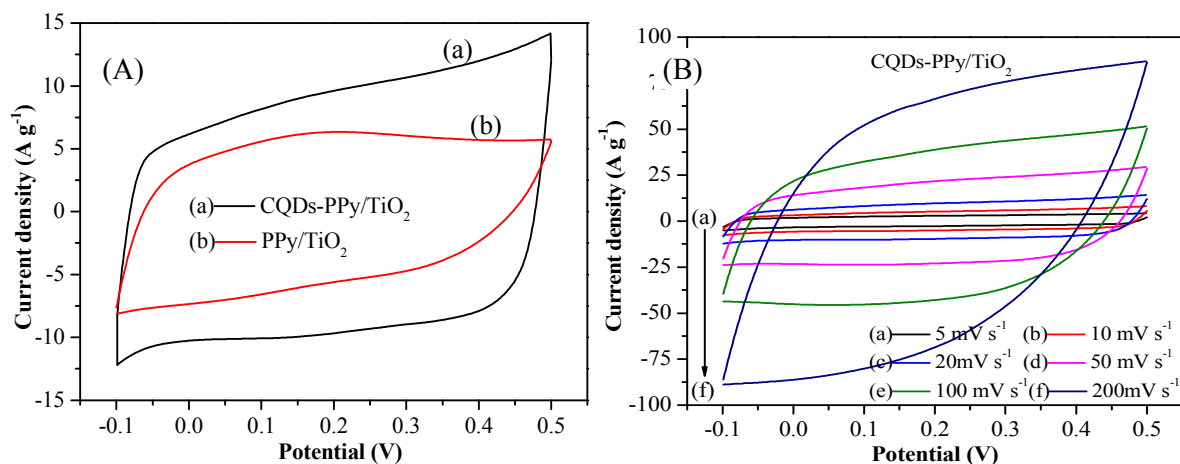 (A)
(a)
(b)
(a) CQDs-PPy/TiO2
(b) PPy/TiO2
Current density (A g-1)
15
10
5
0
-5
-10
-15
-0.1 0.0 0.1 0.2 0.3 0.4 0.5
Potential (V)
(B)
CQDs-PPy/TiO2
Current density (A g-1)
100
50
25
0
-25
-50
-75
-100
(a)
(f)
(a) 5 mV s-1 (b) 10 mV s-1
(c) 20mV s-1 (d) 50 mV s-1
(e) 100 mV s-1 (f) 200mV s-1
-0.1 0.0 0.1 0.2 0.3 0.4 0.5
Potential (V)